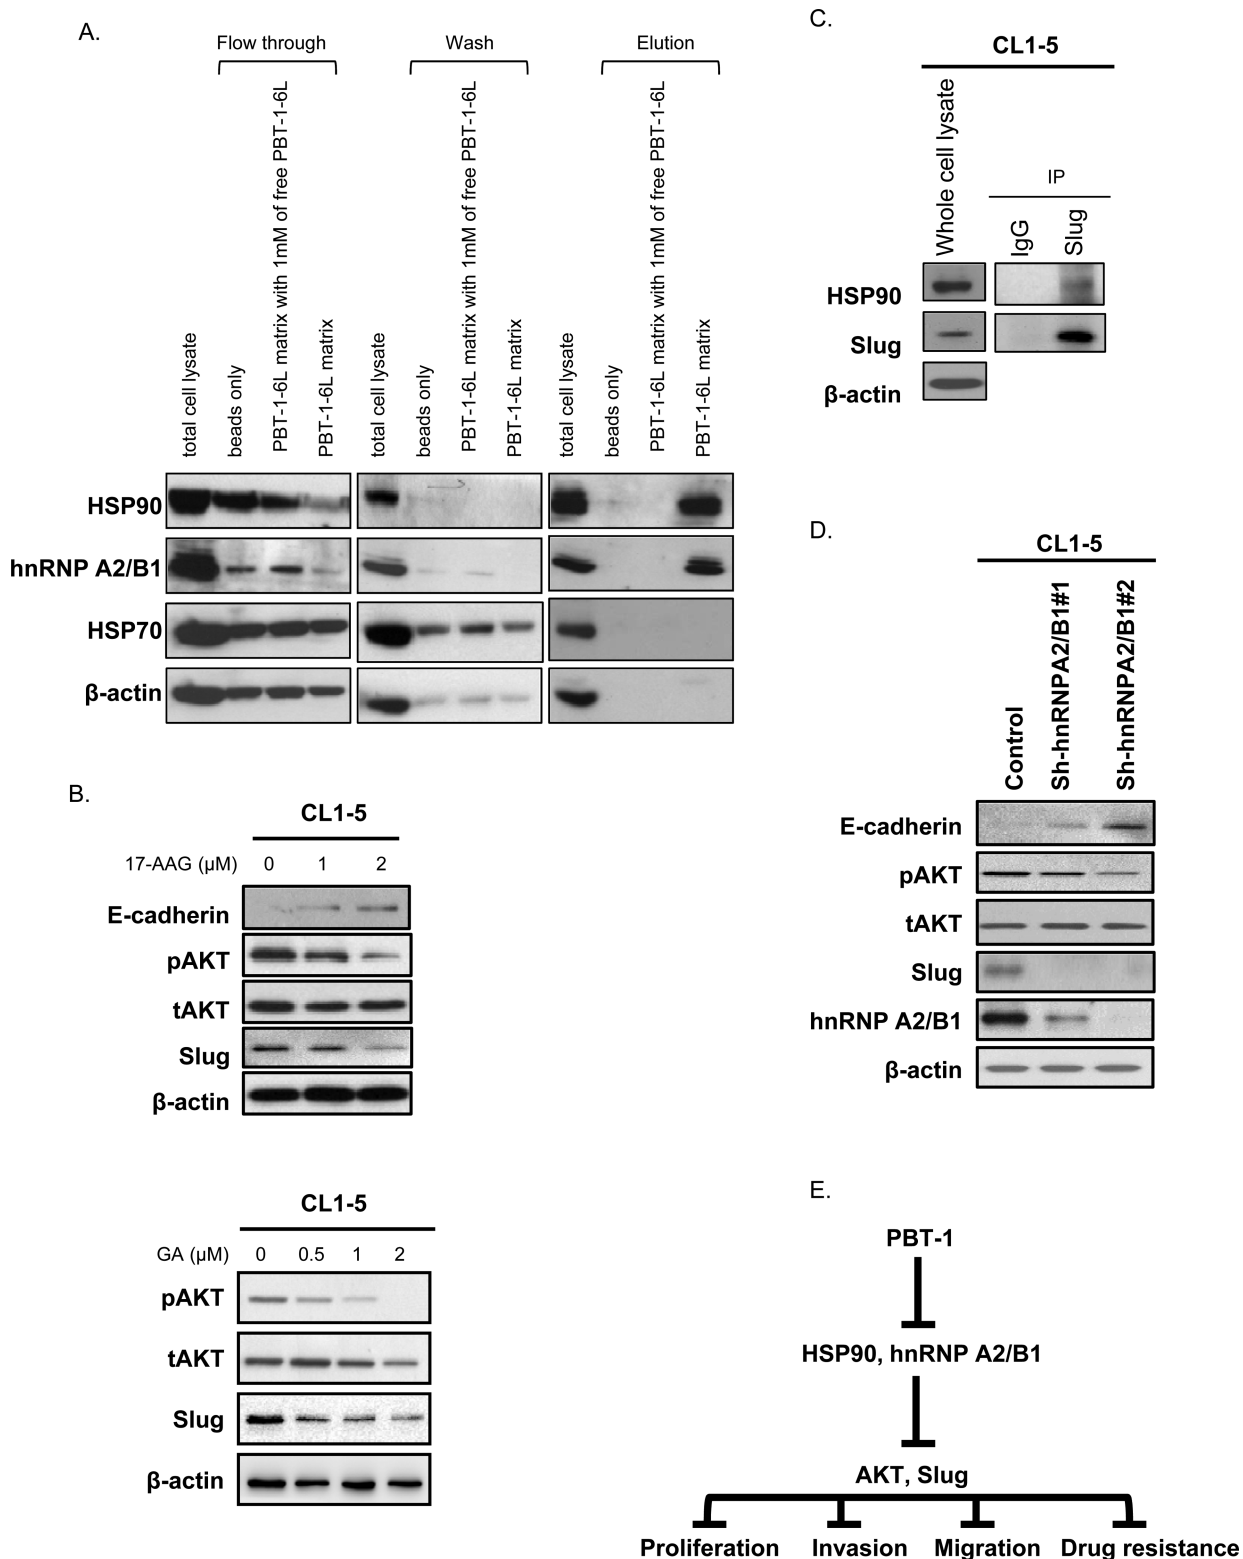 A.
Flow through
Wash
Elution
total cell lysate
beads only
PBT-1-6L matrix with 1mM of free PBT-1-6L
PBT-1-6L matrix
total cell lysate
beads only
PBT-1-6L matrix with 1mM of free PBT-1-6L
PBT-1-6L matrix
total cell lysate
beads only
PBT-1-6L matrix with 1mM of free PBT-1-6L
PBT-1-6L matrix
HSP90
hnRNP A2/B1
HSP70
β-actin
B.
CL1-5
17-AAG (μM) 0 1 2
E-cadherin
pAKT
tAKT
Slug
β-actin
CL1-5
GA (μM) 0 0.5 1 2
pAKT
tAKT
Slug
β-actin
C.
CL1-5
Whole cell lysate
IP
IgG
Slug
HSP90
Slug
β-actin
D.
CL1-5
Control
Sh-hnRNPA2/B1#1
Sh-hnRNPA2/B1#2
E-cadherin
pAKT
tAKT
Slug
hnRNP A2/B1
β-actin
E.
PBT-1
HSP90, hnRNP A2/B1
AKT, Slug
Proliferation Invasion Migration Drug resistance